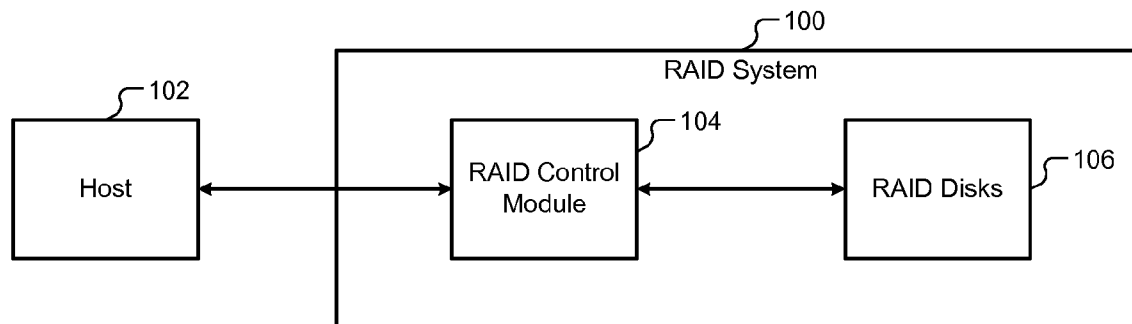 100
RAID System
102
104
106
Host
RAID Control
Module
RAID Disks